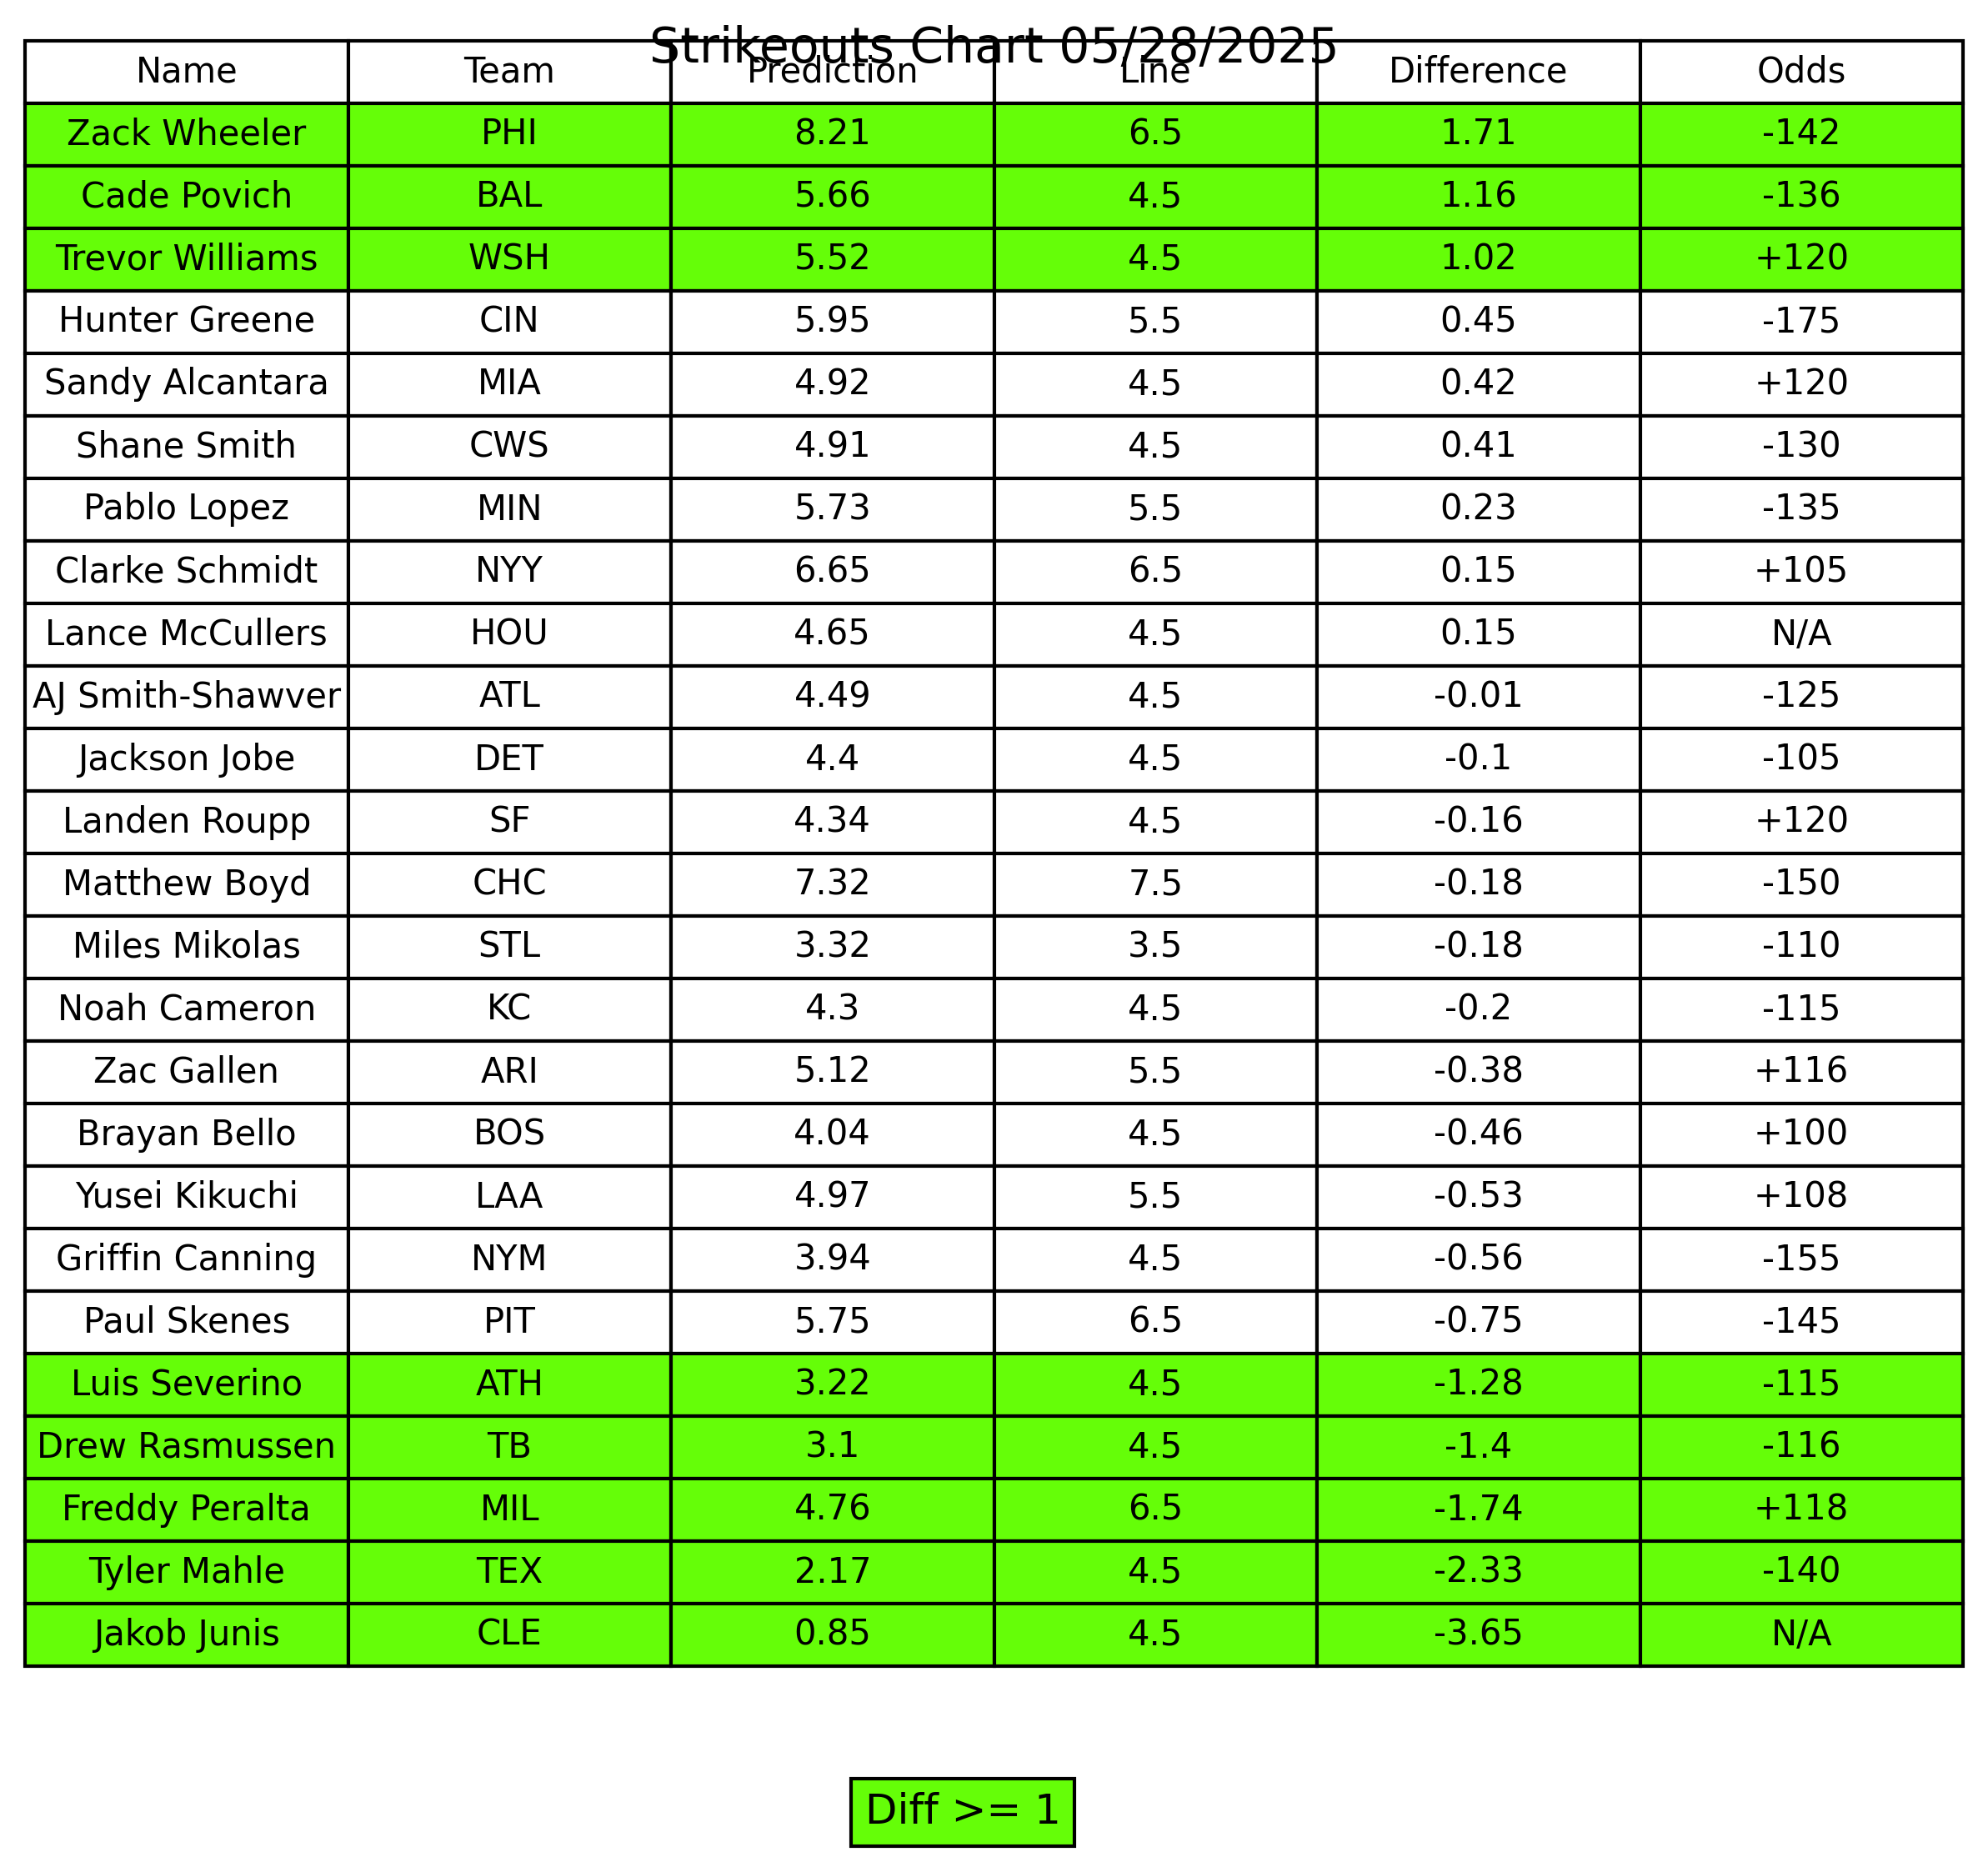 Strikeouts Chart 05/28/2025
Name Team Prediction Line Difference Odds
Zack Wheeler PHI 8.21 6.5 1.71 -142
Cade Povich BAL 5.66 4.5 1.16 -136
Trevor Williams WSH 5.52 4.5 1.02 +120
Hunter Greene CIN 5.95 5.5 0.45 -175
Sandy Alcantara MIA 4.92 4.5 0.42 +120
Shane Smith CWS 4.91 4.5 0.41 -130
Pablo Lopez MIN 5.73 5.5 0.23 -135
Clarke Schmidt NYY 6.65 6.5 0.15 +105
Lance McCullers HOU 4.65 4.5 0.15 N/A
AJ Smith-Shawver ATL 4.49 4.5 -0.01 -125
Jackson Jobe DET 4.4 4.5 -0.1 -105
Landen Roupp SF 4.34 4.5 -0.16 +120
Matthew Boyd CHC 7.32 7.5 -0.18 -150
Miles Mikolas STL 3.32 3.5 -0.18 -110
Noah Cameron KC 4.3 4.5 -0.2 -115
Zac Gallen ARI 5.12 5.5 -0.38 +116
Brayan Bello BOS 4.04 4.5 -0.46 +100
Yusei Kikuchi LAA 4.97 5.5 -0.53 +108
Griffin Canning NYM 3.94 4.5 -0.56 -155
Paul Skenes PIT 5.75 6.5 -0.75 -145
Luis Severino ATH 3.22 4.5 -1.28 -115
Drew Rasmussen TB 3.1 4.5 -1.4 -116
Freddy Peralta MIL 4.76 6.5 -1.74 +118
Tyler Mahle TEX 2.17 4.5 -2.33 -140
Jakob Junis CLE 0.85 4.5 -3.65 N/A
Diff >= 1